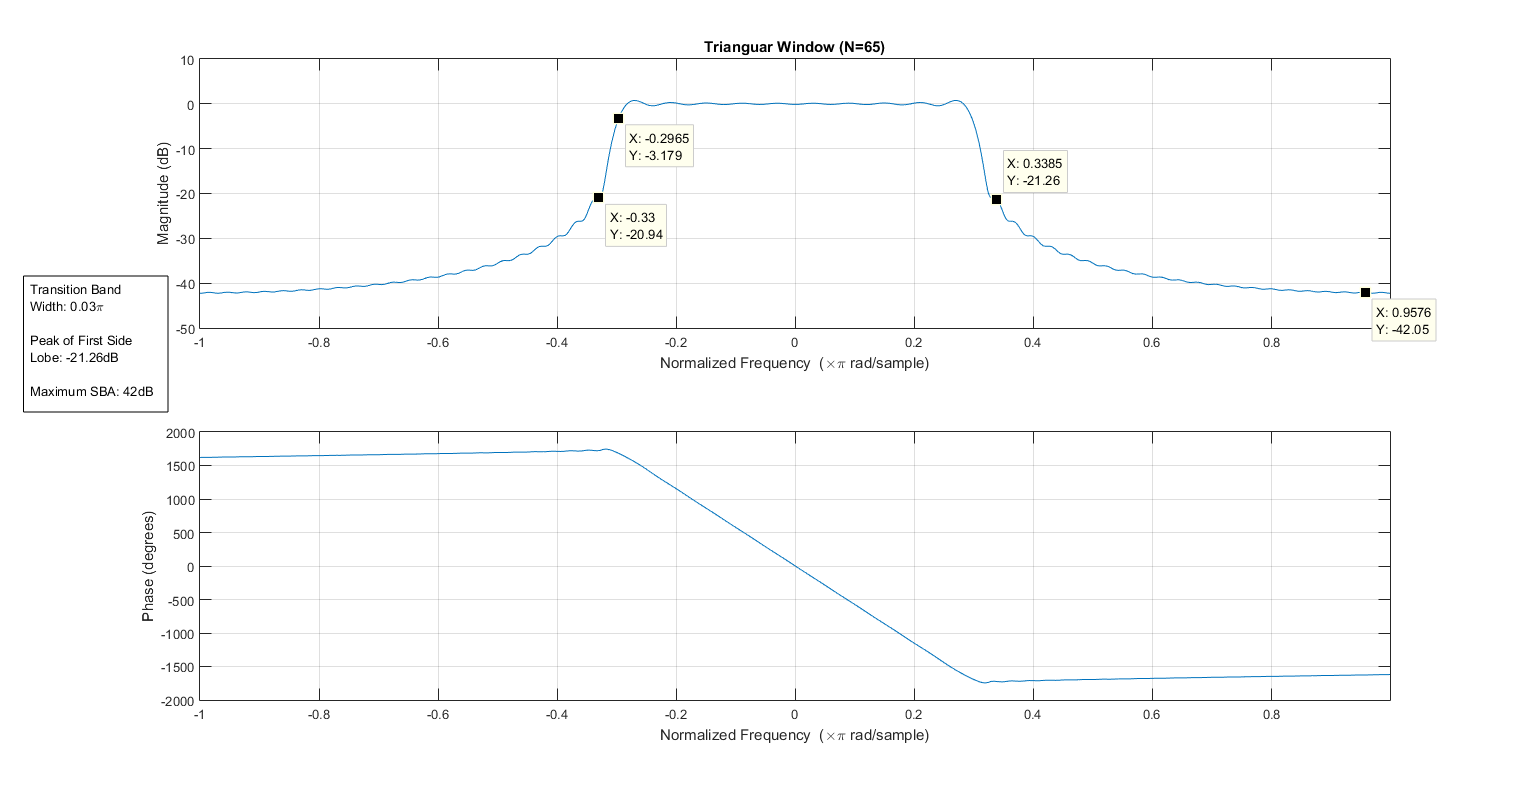 Trianguar Window (N=65)
10
0
-10
-20
-30
-40
-50
Magnitude (dB)
X: -0.2965
Y: -3.179
X: -0.33
Y: -20.94
X: 0.3385
Y: -21.26
X: 0.9576
Y: -42.05
-1
-0.8
-0.6
-0.4
-0.2
0
0.2
0.4
0.6
0.8
Normalized Frequency (×π rad/sample)
Transition Band
Width: 0.03π
Peak of First Side
Lobe: -21.26dB
Maximum SBA: 42dB
2000
1500
1000
500
0
-500
-1000
-1500
-2000
Phase (degrees)
-1
-0.8
-0.6
-0.4
-0.2
0
0.2
0.4
0.6
0.8
Normalized Frequency (×π rad/sample)